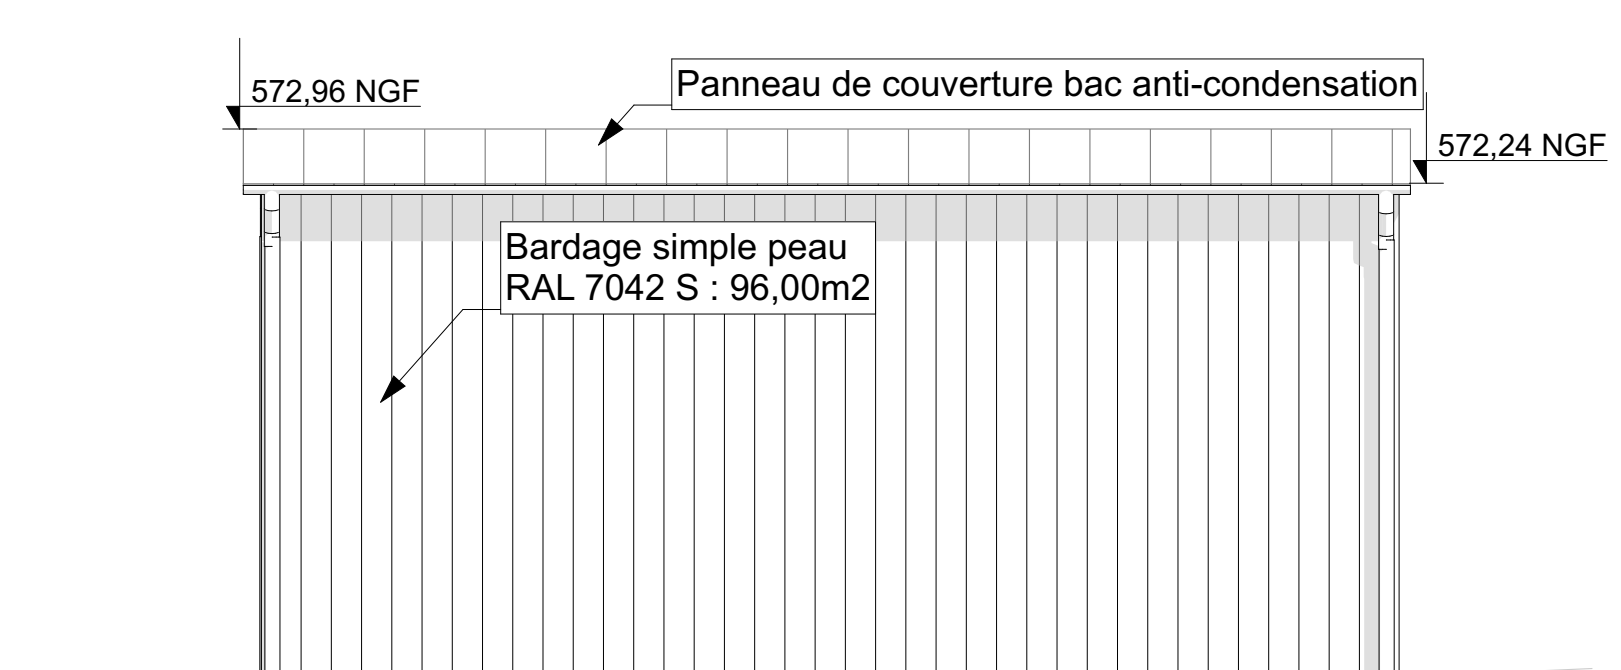 Panneau de couverture bac anti-condensation
572,96 NGF
572,24 NGF
Bardage simple peau
RAL 7042 S : 96,00m2